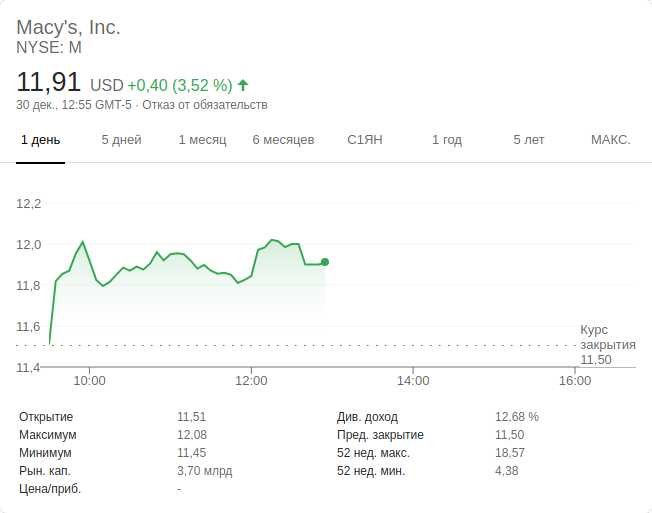 Macy's, Inc.
NYSE: M
11,91 USD +0,40 (3,52 %)
30 дек., 12:55 GMT-5 · Отказ от обязательств
1 день 5 дней 1 месяц 6 месяцев С1ЯН 1 год 5 лет МАКС.
12,2
12,0
11,8
11,6
Курс
закрытия
11,50
11,4
10:00 12:00 14:00 16:00
Открытие 11,51 Див. доход 12,68 %
Максимум 12,08 Пред. закрытие 11,50
Минимум 11,45 52 нед. макс. 18,57
Рын. кап. 3,70 млрд 52 нед. мин. 4,38
Цена/приб. -